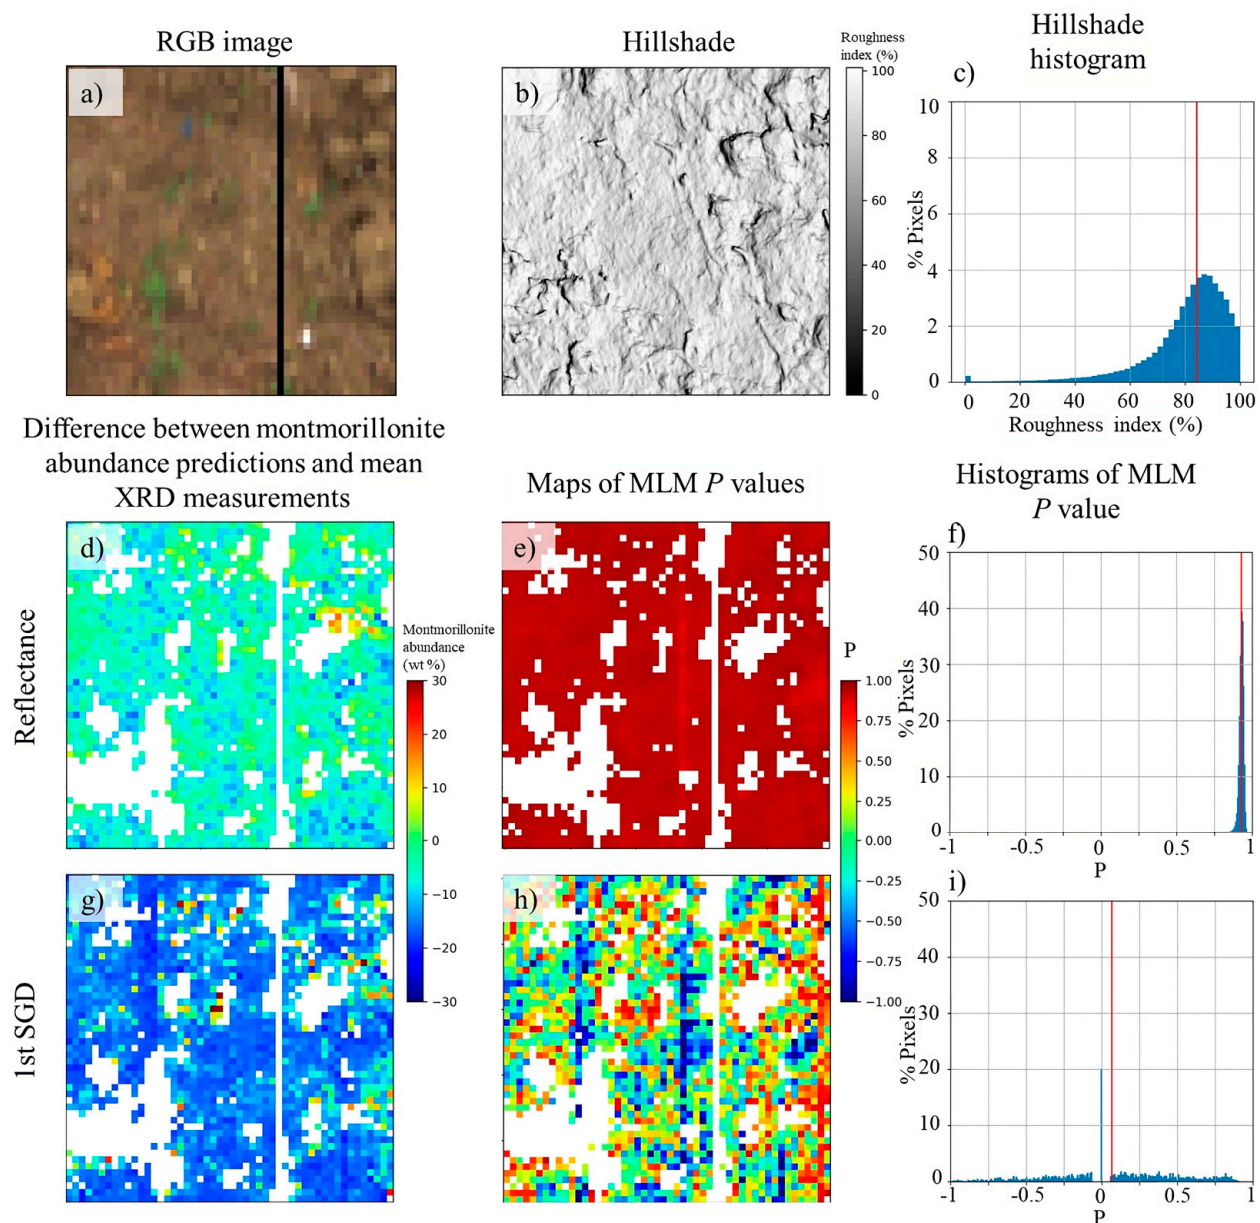 RGB image
a)
Hillshade
b)
Roughness
index (%)
100
80
60
40
20
0
Hillshade
histogram
c)
10
8
6
4
2
0
% Pixels
0 20 40 60 80 100
Roughness index (%)
Difference between montmorillonite
abundance predictions and mean
XRD measurements
Maps of MLM P values
Histograms of MLM
P value
Reflectance
d)
Montmorillonite
abundance
(wt %)
30
20
10
0
−10
−20
−30
e)
P
1.00
0.75
0.50
0.25
0.00
−0.25
−0.50
−0.75
−1.00
f)
50
40
30
20
10
0
% Pixels
-1 -0.5 0 0.5 1
P
1st SGD
g)
h)
i)
50
40
30
20
10
0
% Pixels
-1 -0.5 0 0.5 1
P